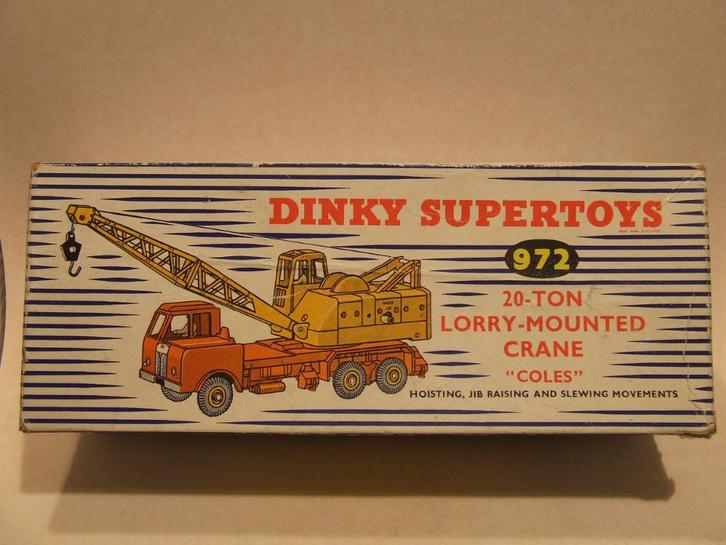 DINKY SUPERTOYS
972
20-TON
LORRY-MOUNTED
CRANE
"COLES"
HOISTING, JIB RAISING AND SLEWING MOVEMENTS